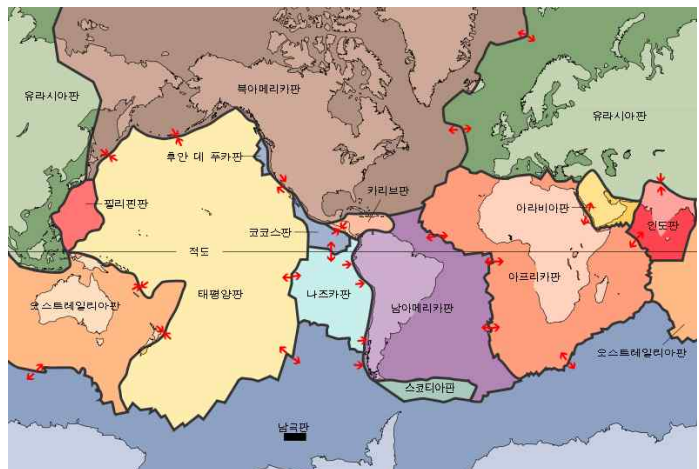 유라시아판
북아메리카판
유라시아판
후안 데 푸카판
필리핀판
카리브판
아라비아판
인도판
코코스판
적도
아프리카판
오스트레일리아판
태평양판
나즈카판
남아메리카판
오스트레일리아판
스코티아판
남극판